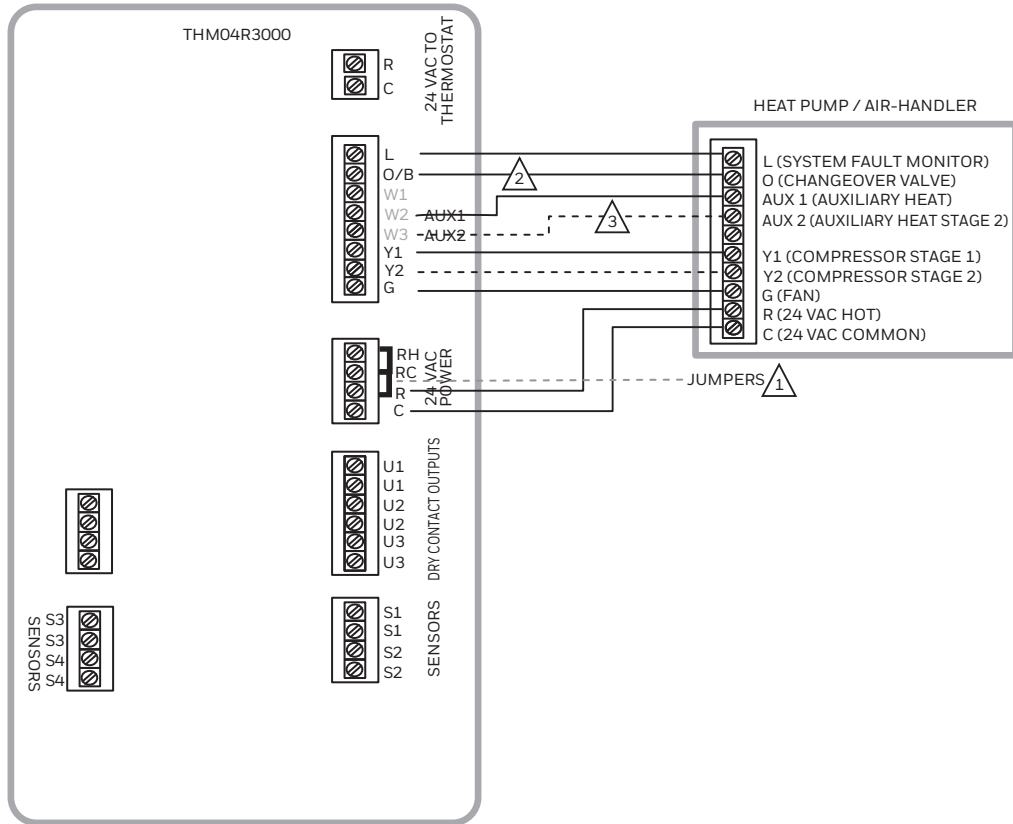 THM04R3000
R
C
24 VAC TO
THERMOSTAT
L
O/B
W1
W2 AUX1
W3 AUX2
Y1
Y2
G
2
3
HEAT PUMP / AIR-HANDLER
L (SYSTEM FAULT MONITOR)
O (CHANGEOVER VALVE)
AUX 1 (AUXILIARY HEAT)
AUX 2 (AUXILIARY HEAT STAGE 2)
Y1 (COMPRESSOR STAGE 1)
Y2 (COMPRESSOR STAGE 2)
G (FAN)
R (24 VAC HOT)
C (24 VAC COMMON)
RH
RC
R
C
24 VAC
POWER
JUMPERS
1
U1
U1
U2
U2
U3
U3
DRY CONTACT OUTPUTS
SENSORS
S3
S3
S4
S4
S1
S1
S2
S2
SENSORS